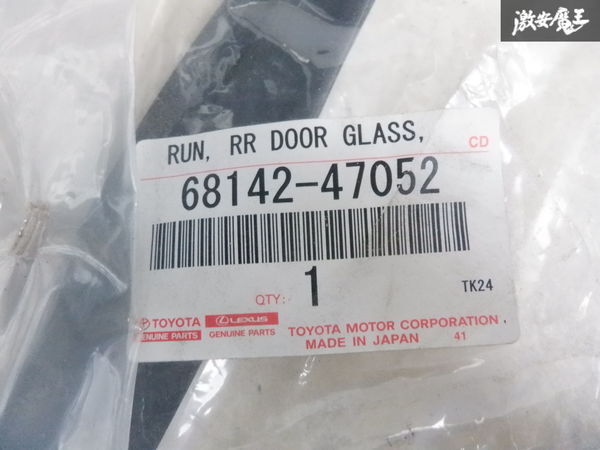 激安魔王
RUN, RR DOOR GLASS,
CD
68142-47052
QTY: 1
TK24
TOYOTA LEXUS
GENUINE PARTS GENUINE PARTS
TOYOTA MOTOR CORPORATION
MADE IN JAPAN 41